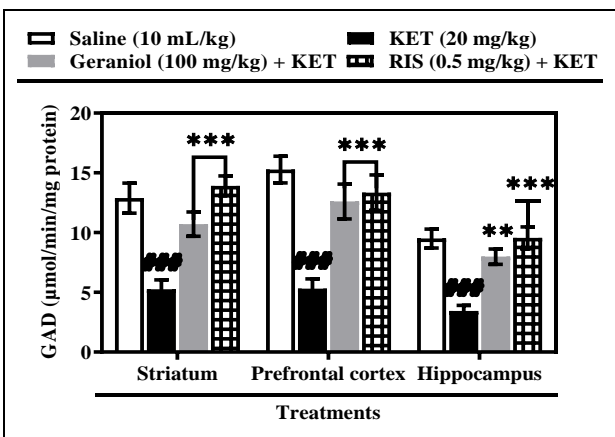 Saline (10 mL/kg) KET (20 mg/kg)
Geraniol (100 mg/kg) + KET RIS (0.5 mg/kg) + KET
GAD (µmol/min/mg protein)
20
15
10
5
0
*** *** ***
**
### ### ###
Striatum Prefrontal cortex Hippocampus
Treatments